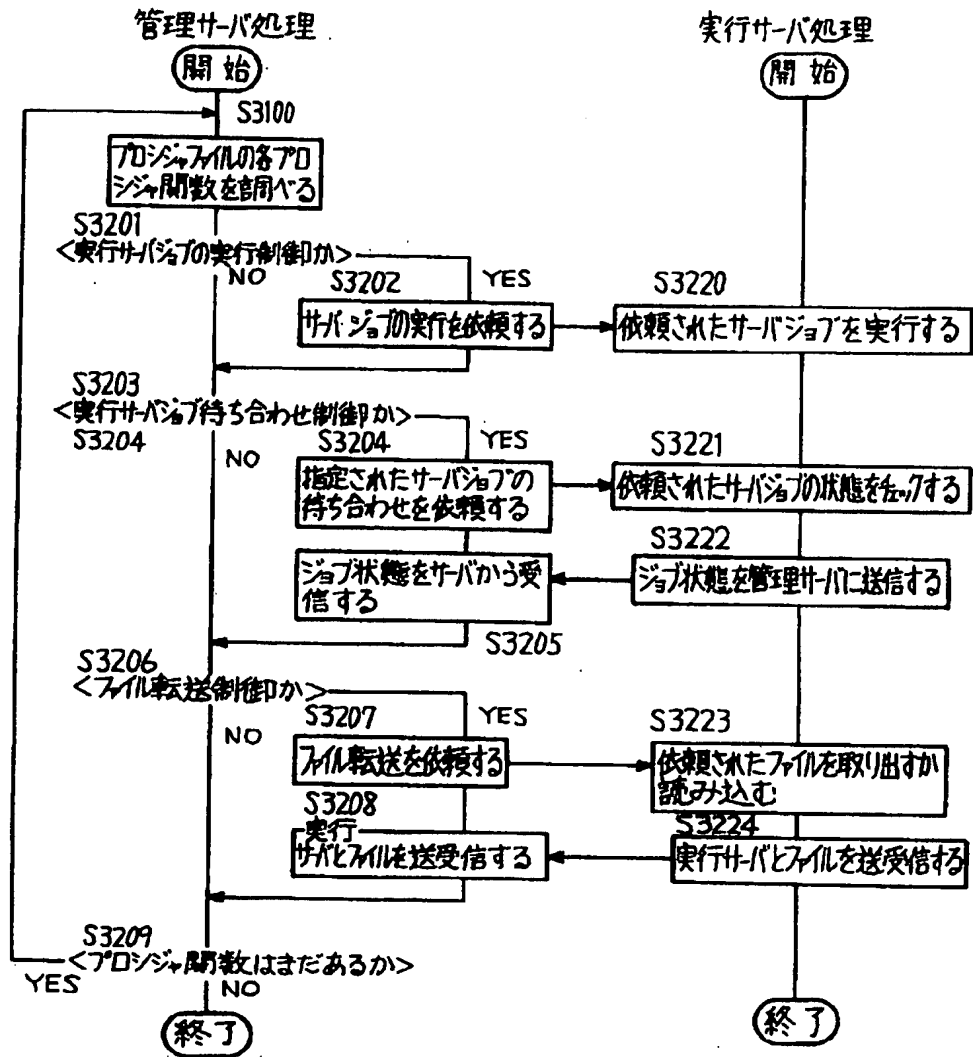 管理サーバ処理
実行サーバ処理
開始
開始
S3100
プロシジャファイルの各プロ
シジャ関数を調べる
S3201
<実行サーバジョブの実行制御か>
NO
YES
S3202
サーバ・ジョブの実行を依頼する
S3220
依頼されたサーバジョブを実行する
S3203
<実行サーバジョブ待ち合わせ制御か>
S3204
NO
YES
S3204
指定されたサーバジョブの
待ち合わせを依頼する
S3221
依頼されたサーバジョブの状態をチェックする
S3222
ジョブ状態を管理サーバに送信する
ジョブ状態をサーバから受
信する
S3205
S3206
<ファイル転送制御か>
NO
YES
S3207
ファイル転送を依頼する
S3223
依頼されたファイルを取り出すか
読み込む
S3208
実行
サーバとファイルを送受信する
S3224
実行サーバとファイルを送受信する
S3209
<プロシジャ関数はまだあるか>
YES
NO
終了
終了